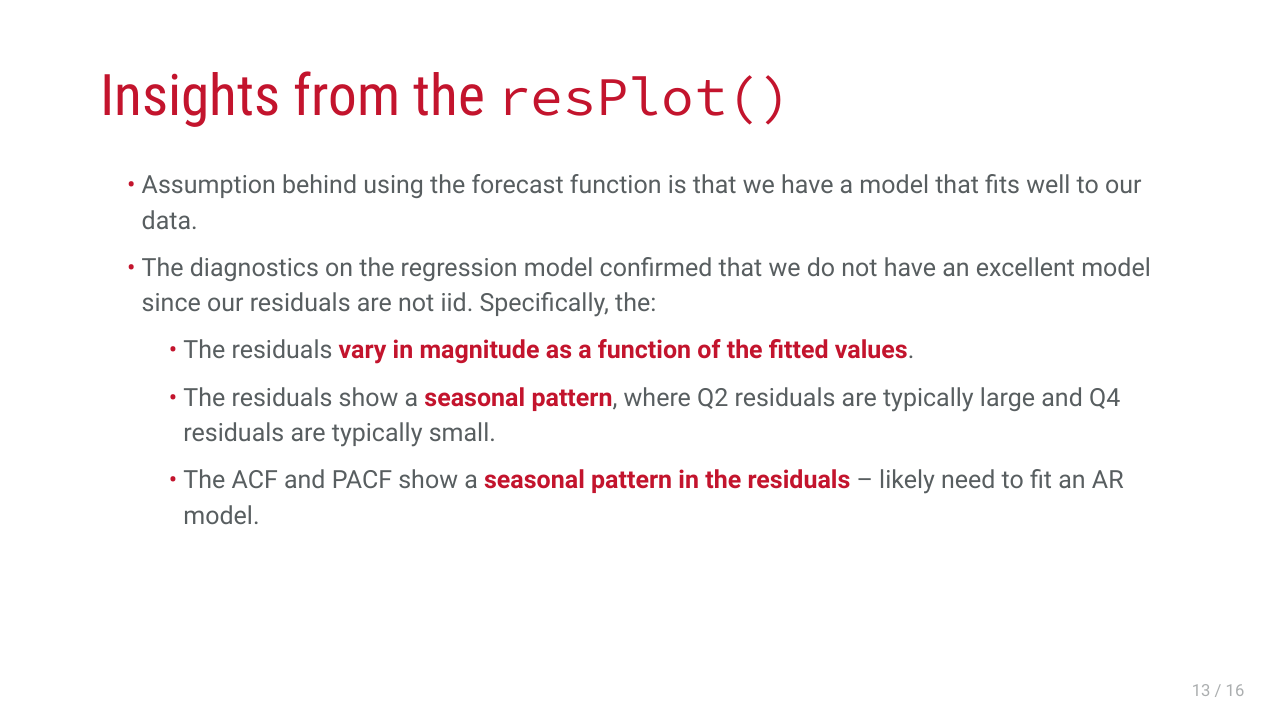 Insights from the resPlot()
• Assumption behind using the forecast function is that we have a model that fits well to our
data.
• The diagnostics on the regression model confirmed that we do not have an excellent model
since our residuals are not iid. Specifically, the:
• The residuals vary in magnitude as a function of the fitted values.
• The residuals show a seasonal pattern, where Q2 residuals are typically large and Q4
residuals are typically small.
• The ACF and PACF show a seasonal pattern in the residuals – likely need to fit an AR
model.
13 / 16